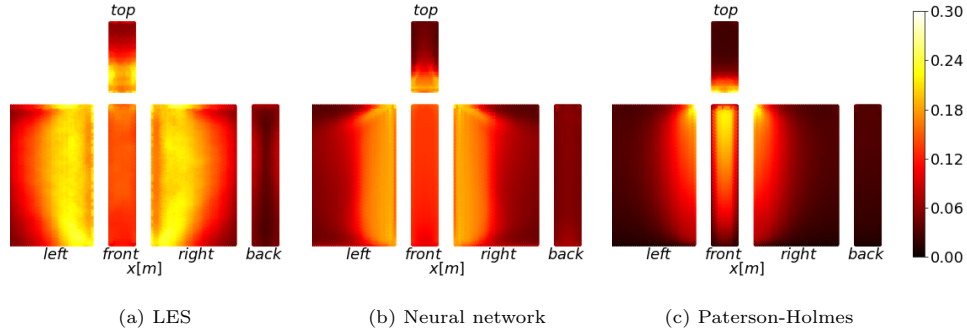 top top top
0.30
0.24
0.18
0.12
0.06
0.00
left front right back left front right back left front right back
x[m] x[m] x[m]
(a) LES (b) Neural network (c) Paterson-Holmes